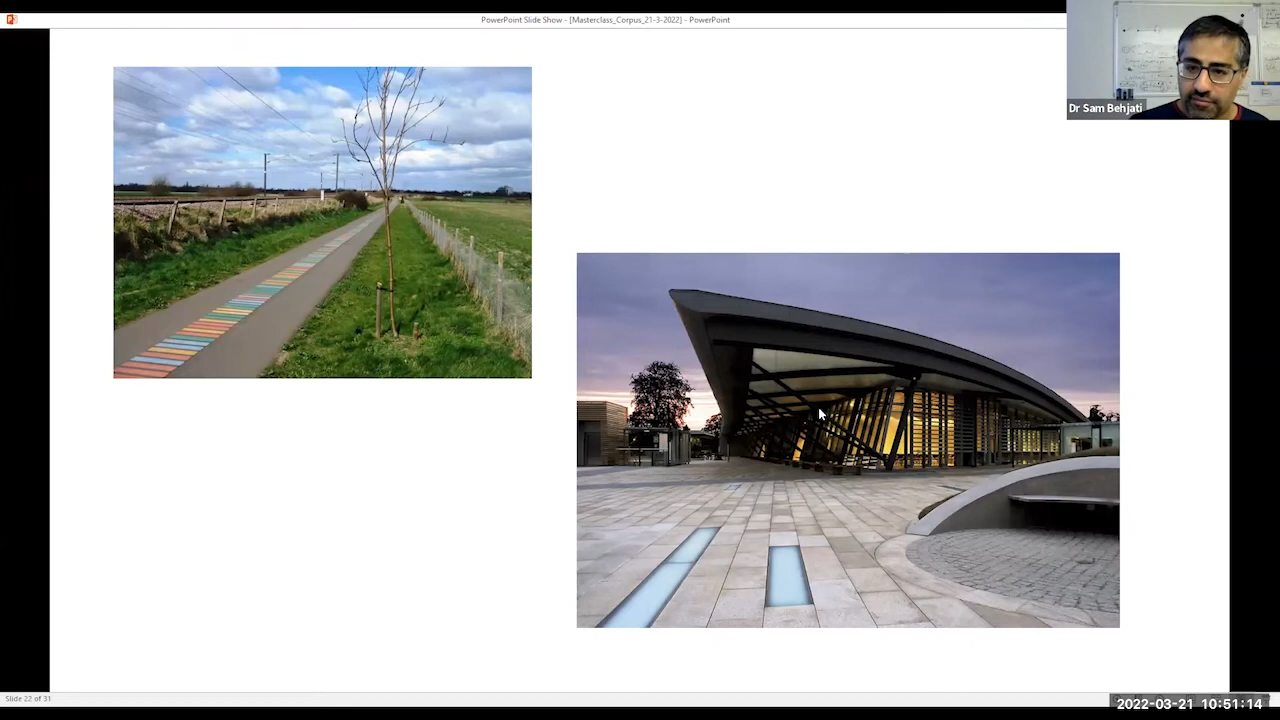 PowerPoint Slide Show - [Masterclass_Corpus_21-3-2022] - PowerPoint
Dr Sam Behjati
Slide 22 of 31
2022-03-21 10:51:14